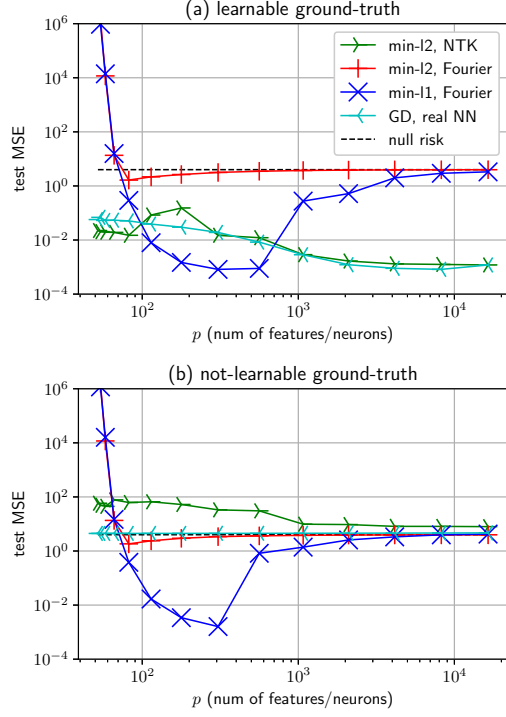 (a) learnable ground-truth
10^6
10^4
10^2
10^0
10^−2
10^−4
test MSE
min-l2, NTK
min-l2, Fourier
min-l1, Fourier
GD, real NN
null risk
10^2
10^3
10^4
p (num of features/neurons)
(b) not-learnable ground-truth
10^6
10^4
10^2
10^0
10^−2
10^−4
test MSE
10^2
10^3
10^4
p (num of features/neurons)